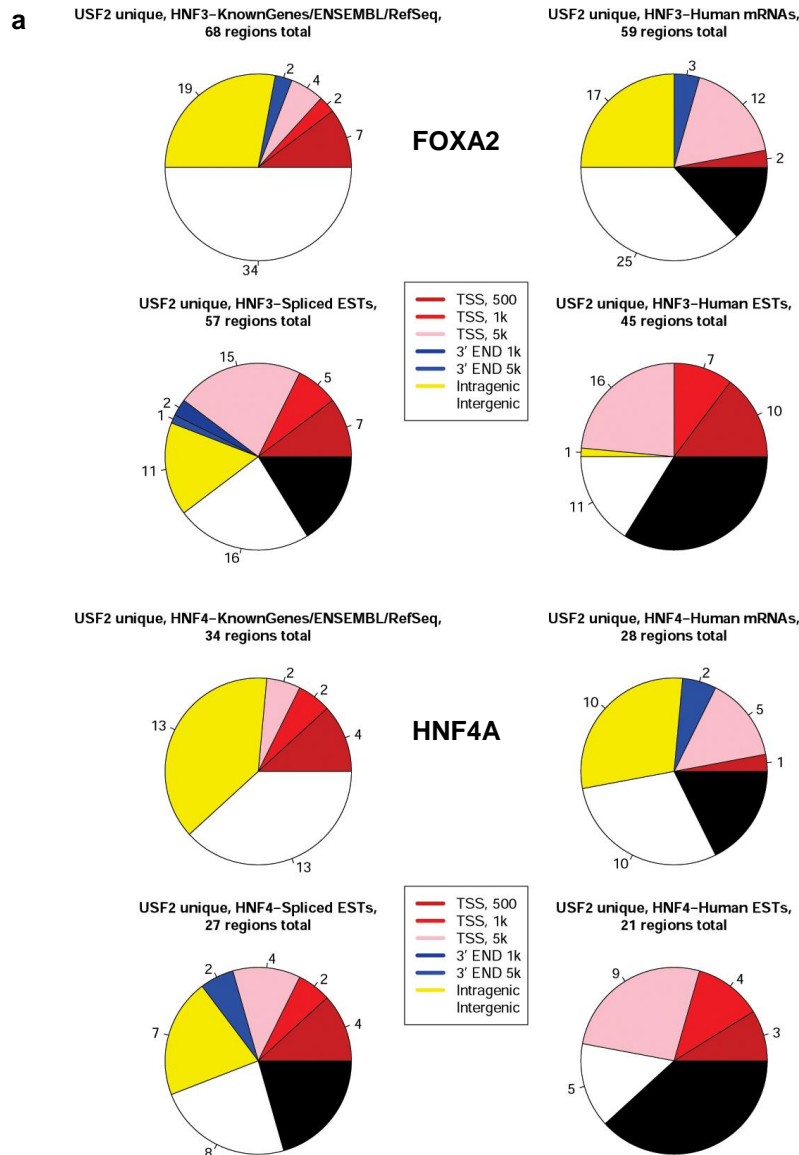 a
USF2 unique, HNF3-KnownGenes/ENSEMBL/RefSeq,
68 regions total
19
2
4
2
7
34
FOXA2
USF2 unique, HNF3-Human mRNAs,
59 regions total
17
3
12
2
25
USF2 unique, HNF3-Spliced ESTs,
57 regions total
15
5
2
1
7
11
16
TSS, 500
TSS, 1k
TSS, 5k
3' END 1k
3' END 5k
Intragenic
Intergenic
USF2 unique, HNF3-Human ESTs,
45 regions total
7
16
10
1
11
USF2 unique, HNF4-KnownGenes/ENSEMBL/RefSeq,
34 regions total
2
2
13
4
13
HNF4A
USF2 unique, HNF4-Human mRNAs,
28 regions total
2
10
5
1
10
USF2 unique, HNF4-Spliced ESTs,
27 regions total
4
2
2
7
4
8
TSS, 500
TSS, 1k
TSS, 5k
3' END 1k
3' END 5k
Intragenic
Intergenic
USF2 unique, HNF4-Human ESTs,
21 regions total
9
4
3
5